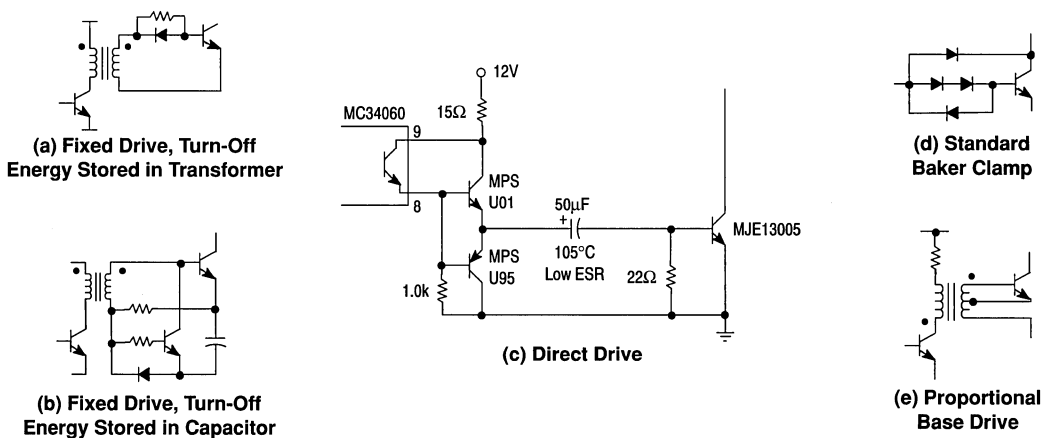 (a) Fixed Drive, Turn-Off
Energy Stored in Transformer
(b) Fixed Drive, Turn-Off
Energy Stored in Capacitor
12V
15Ω
MC34060
9
8
MPS
U01
MPS
U95
1.0k
50µF
+
105°C
Low ESR
22Ω
MJE13005
(c) Direct Drive
(d) Standard
Baker Clamp
(e) Proportional
Base Drive